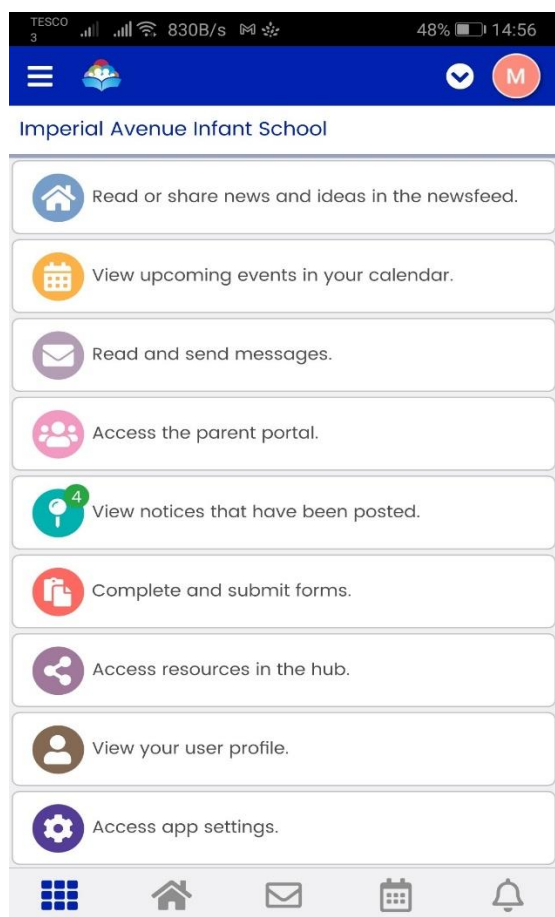 TESCO
3 830B/s 48% 14:56
M
Imperial Avenue Infant School
Read or share news and ideas in the newsfeed.
View upcoming events in your calendar.
Read and send messages.
Access the parent portal.
4
View notices that have been posted.
Complete and submit forms.
Access resources in the hub.
View your user profile.
Access app settings.